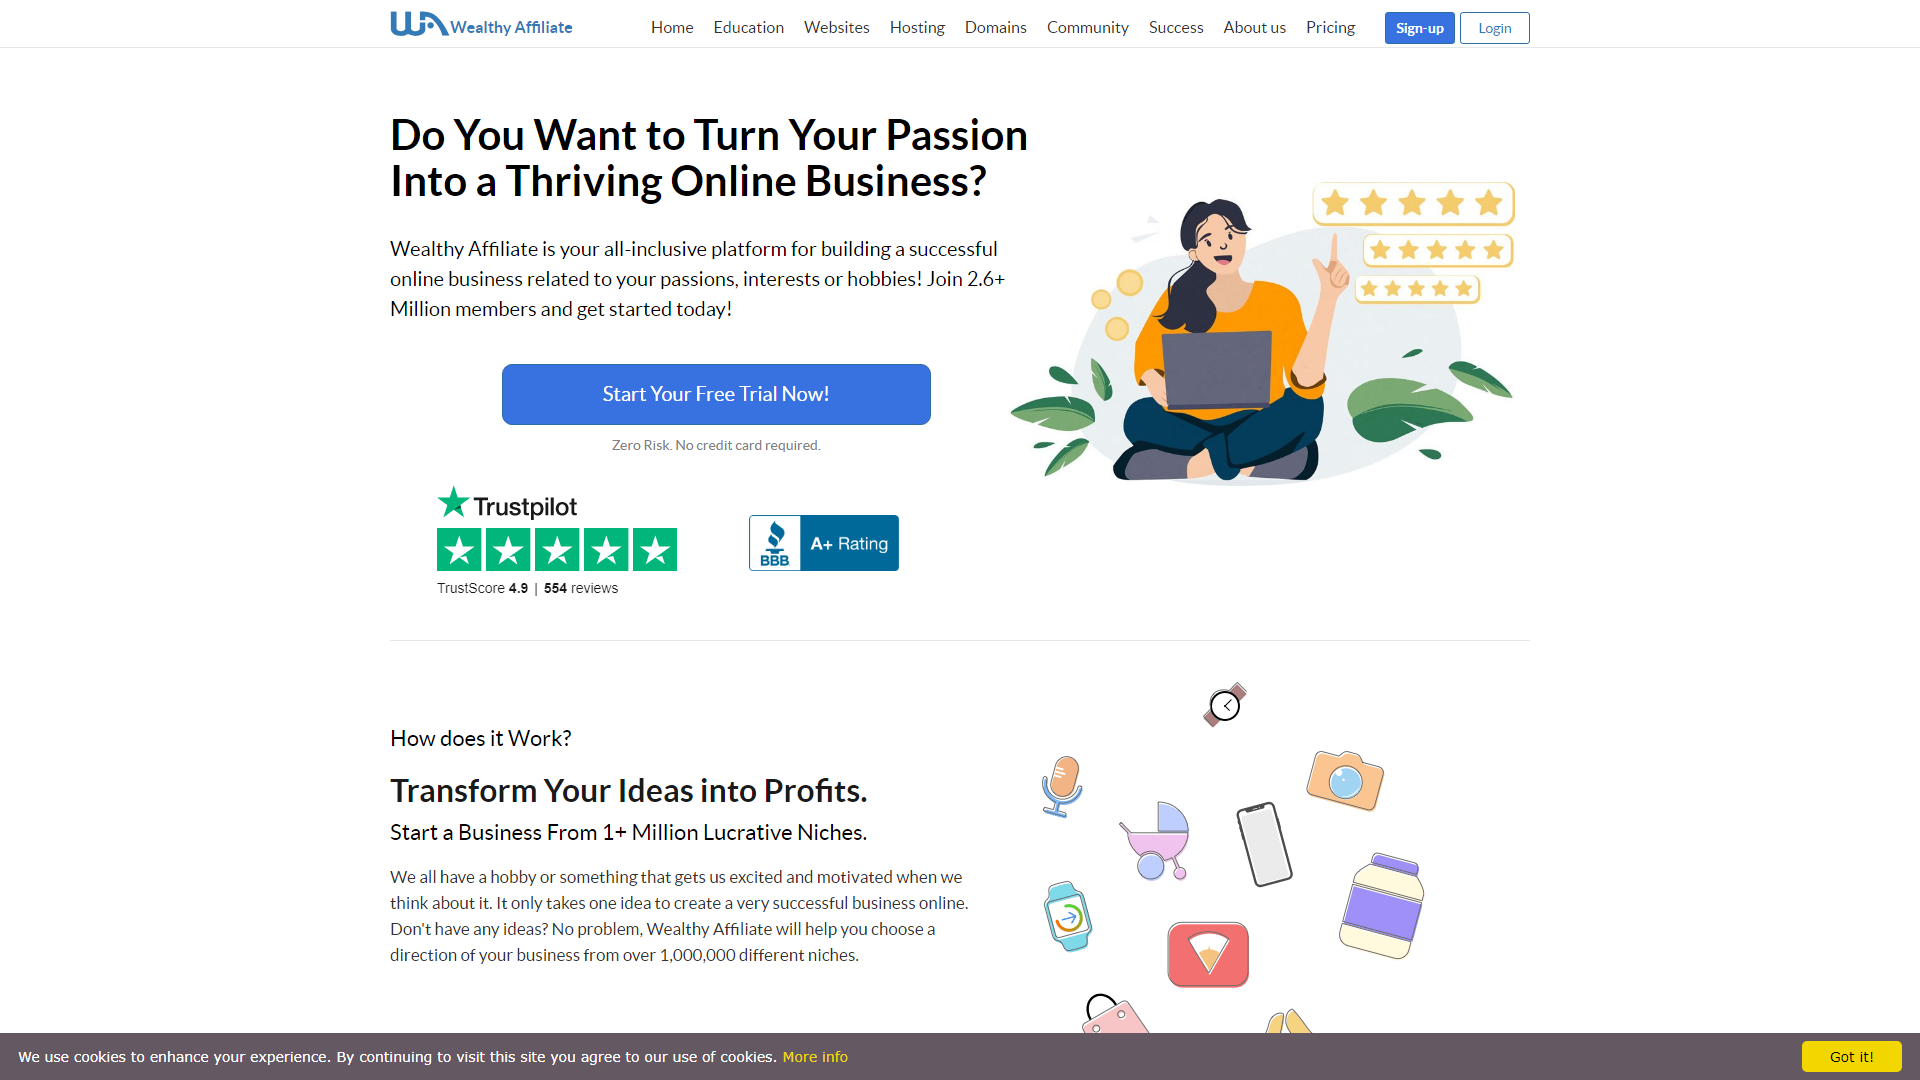 Wealthy Affiliate
Home Education Websites Hosting Domains Community Success About us Pricing Sign-up Login
Do You Want to Turn Your Passion
Into a Thriving Online Business?
Wealthy Affiliate is your all-inclusive platform for building a successful
online business related to your passions, interests or hobbies! Join 2.6+
Million members and get started today!
Start Your Free Trial Now!
Zero Risk. No credit card required.
Trustpilot
TrustScore 4.9 | 554 reviews
BBB A+ Rating
How does it Work?
Transform Your Ideas into Profits.
Start a Business From 1+ Million Lucrative Niches.
We all have a hobby or something that gets us excited and motivated when we
think about it. It only takes one idea to create a very successful business online.
Don't have any ideas? No problem, Wealthy Affiliate will help you choose a
direction of your business from over 1,000,000 different niches.
We use cookies to enhance your experience. By continuing to visit this site you agree to our use of cookies. More info
Got it!